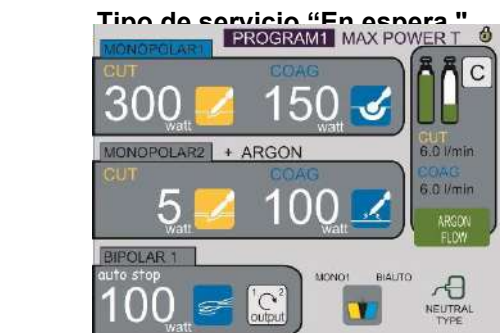 Tipo de servicio “En espera "
PROGRAM1 MAX POWER T
MONOPOLAR1
CUT COAG
300 watt 150 watt
C
CUT
6.0 l/min
COAG
6.0 l/min
ARGON
FLOW
MONOPOLAR2 + ARGON
CUT COAG
5 watt 100 watt
BIPOLAR 1
auto stop
100 watt
1 2
output
MONO1 BIAUTO
NEUTRAL
TYPE